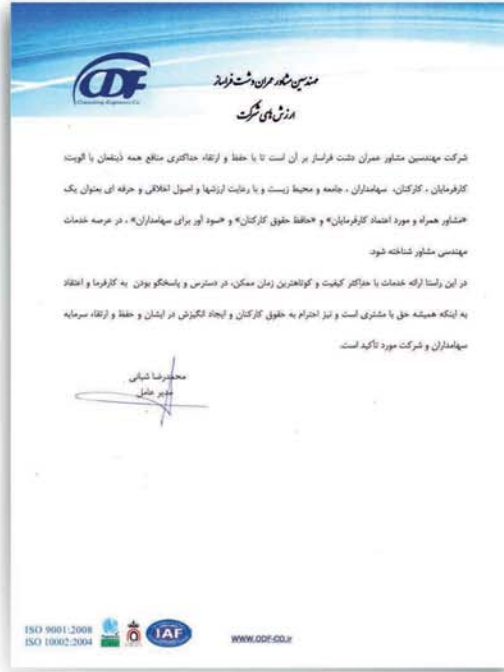 ODF
Consulting Engineers Co.
مهندسین مشاور عمران دشت فراساز
ارزش های شرکت
شرکت مهندسین مشاور عمران دشت فراساز بر آن است تا با حفظ و ارتقاء حداکثری منافع همه ذینفعان با الویت:
کارفرمایان ، کارکنان، سهامداران ، جامعه و محیط زیست و با رعایت ارزشها و اصول اخلاقی و حرفه ای بعنوان یک
«مشاور همراه و مورد اعتماد کارفرمایان» و «حافظ حقوق کارکنان» و «سود آور برای سهامداران» ، در عرصه خدمات
مهندسی مشاور شناخته شود.
در این راستا ارائه خدمات با حداکثر کیفیت و کوتاهترین زمان ممکن، در دسترس و پاسخگو بودن به کارفرما و اعتقاد
به اینکه همیشه حق با مشتری است و نیز احترام به حقوق کارکنان و ایجاد انگیزش در ایشان و حفظ و ارتقاء سرمایه
سهامداران و شرکت مورد تأکید است.
محمدرضا شبانی
مدیر عامل
ISO 9001:2008
ISO 10002:2004
IAF
WWW.ODF-CO.ir